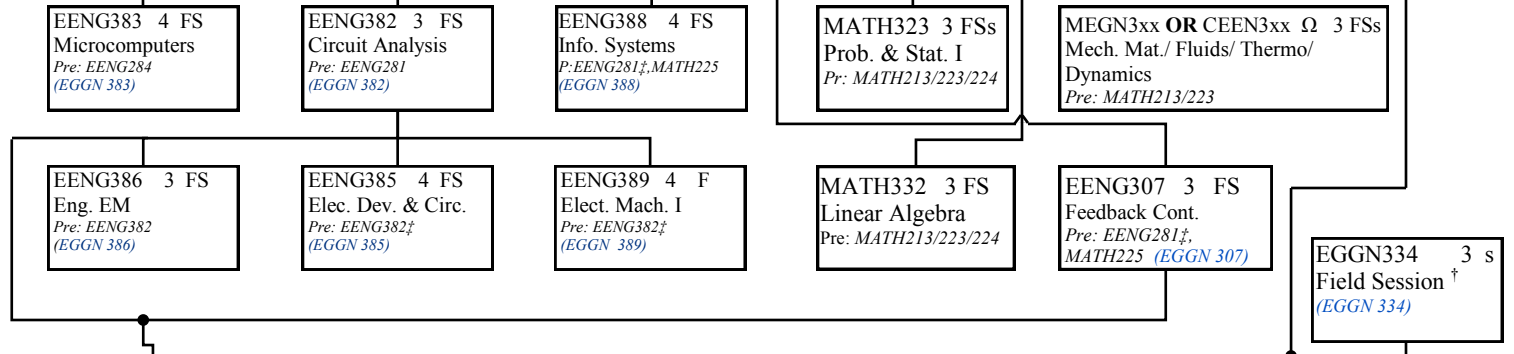 EENG383 4 FS
Microcomputers
Pre: EENG284
(EGGN 383)
EENG382 3 FS
Circuit Analysis
Pre: EENG281
(EGGN 382)
EENG388 4 FS
Info. Systems
P:EENG281‡,MATH225
(EGGN 388)
MATH323 3 FSs
Prob. & Stat. I
Pr: MATH213/223/224
MEGN3xx OR CEEN3xx Ω 3 FSs
Mech. Mat./ Fluids/ Thermo/
Dynamics
Pre: MATH213/223
EENG386 3 FS
Eng. EM
Pre: EENG382
(EGGN 386)
EENG385 4 FS
Elec. Dev. & Circ.
Pre: EENG382‡
(EGGN 385)
EENG389 4 F
Elect. Mach. I
Pre: EENG382‡
(EGGN 389)
MATH332 3 FS
Linear Algebra
Pre: MATH213/223/224
EENG307 3 FS
Feedback Cont.
Pre: EENG281‡,
MATH225 (EGGN 307)
EGGN334 3 s
Field Session †
(EGGN 334)